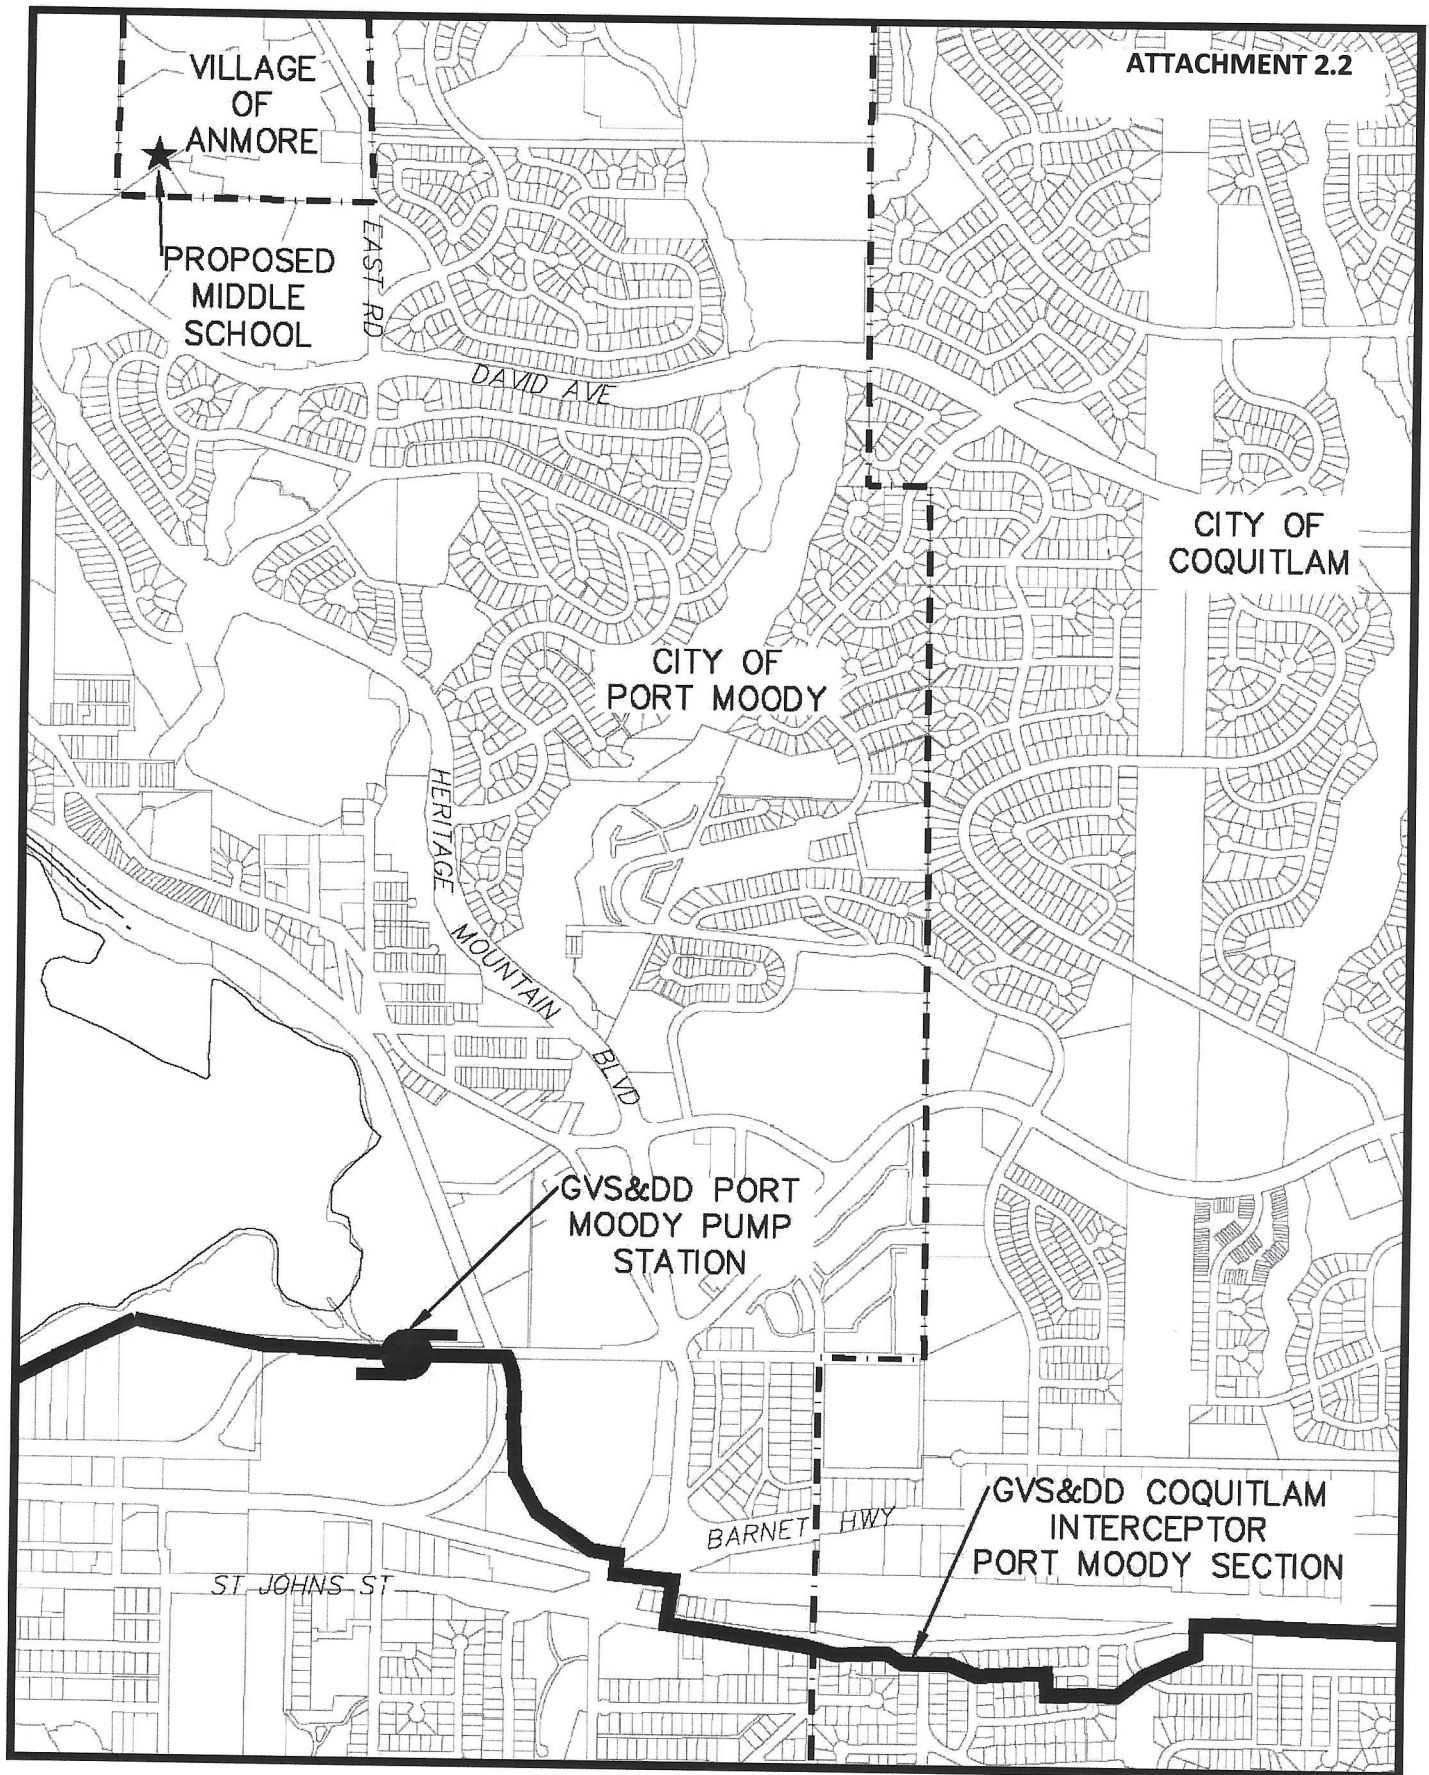 ATTACHMENT 2.2
VILLAGE
OF
ANMORE
PROPOSED
MIDDLE
SCHOOL
EAST RD
DAVID AVE
CITY OF
COQUITLAM
CITY OF
PORT MOODY
HERITAGE
MOUNTAIN
BLVD
GVS&DD PORT
MOODY PUMP
STATION
GVS&DD COQUITLAM
INTERCEPTOR
PORT MOODY SECTION
BARNET HWY
ST JOHNS ST